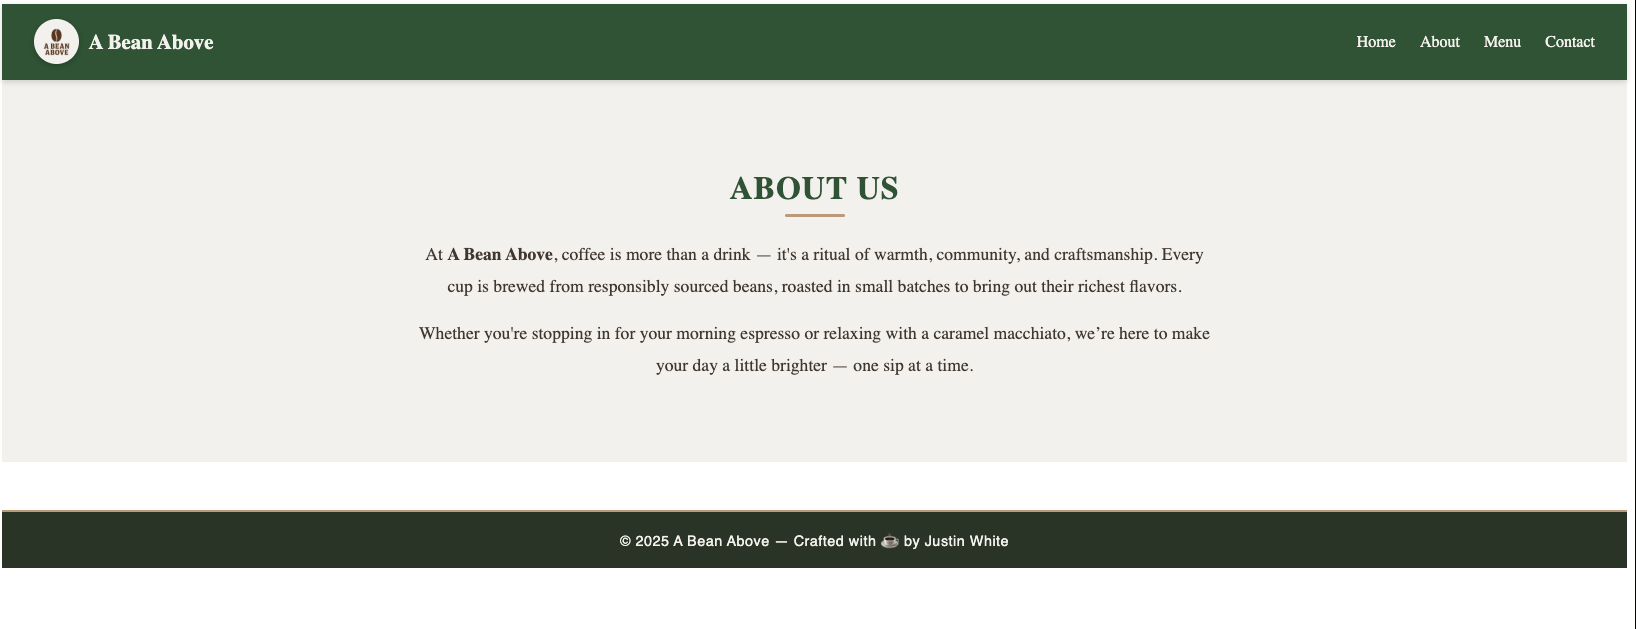 A BEAN
ABOVE
A Bean Above
Home About Menu Contact
ABOUT US
At A Bean Above, coffee is more than a drink — it's a ritual of warmth, community, and craftsmanship. Every
cup is brewed from responsibly sourced beans, roasted in small batches to bring out their richest flavors.
Whether you're stopping in for your morning espresso or relaxing with a caramel macchiato, we’re here to make
your day a little brighter — one sip at a time.
© 2025 A Bean Above — Crafted with ☕ by Justin White